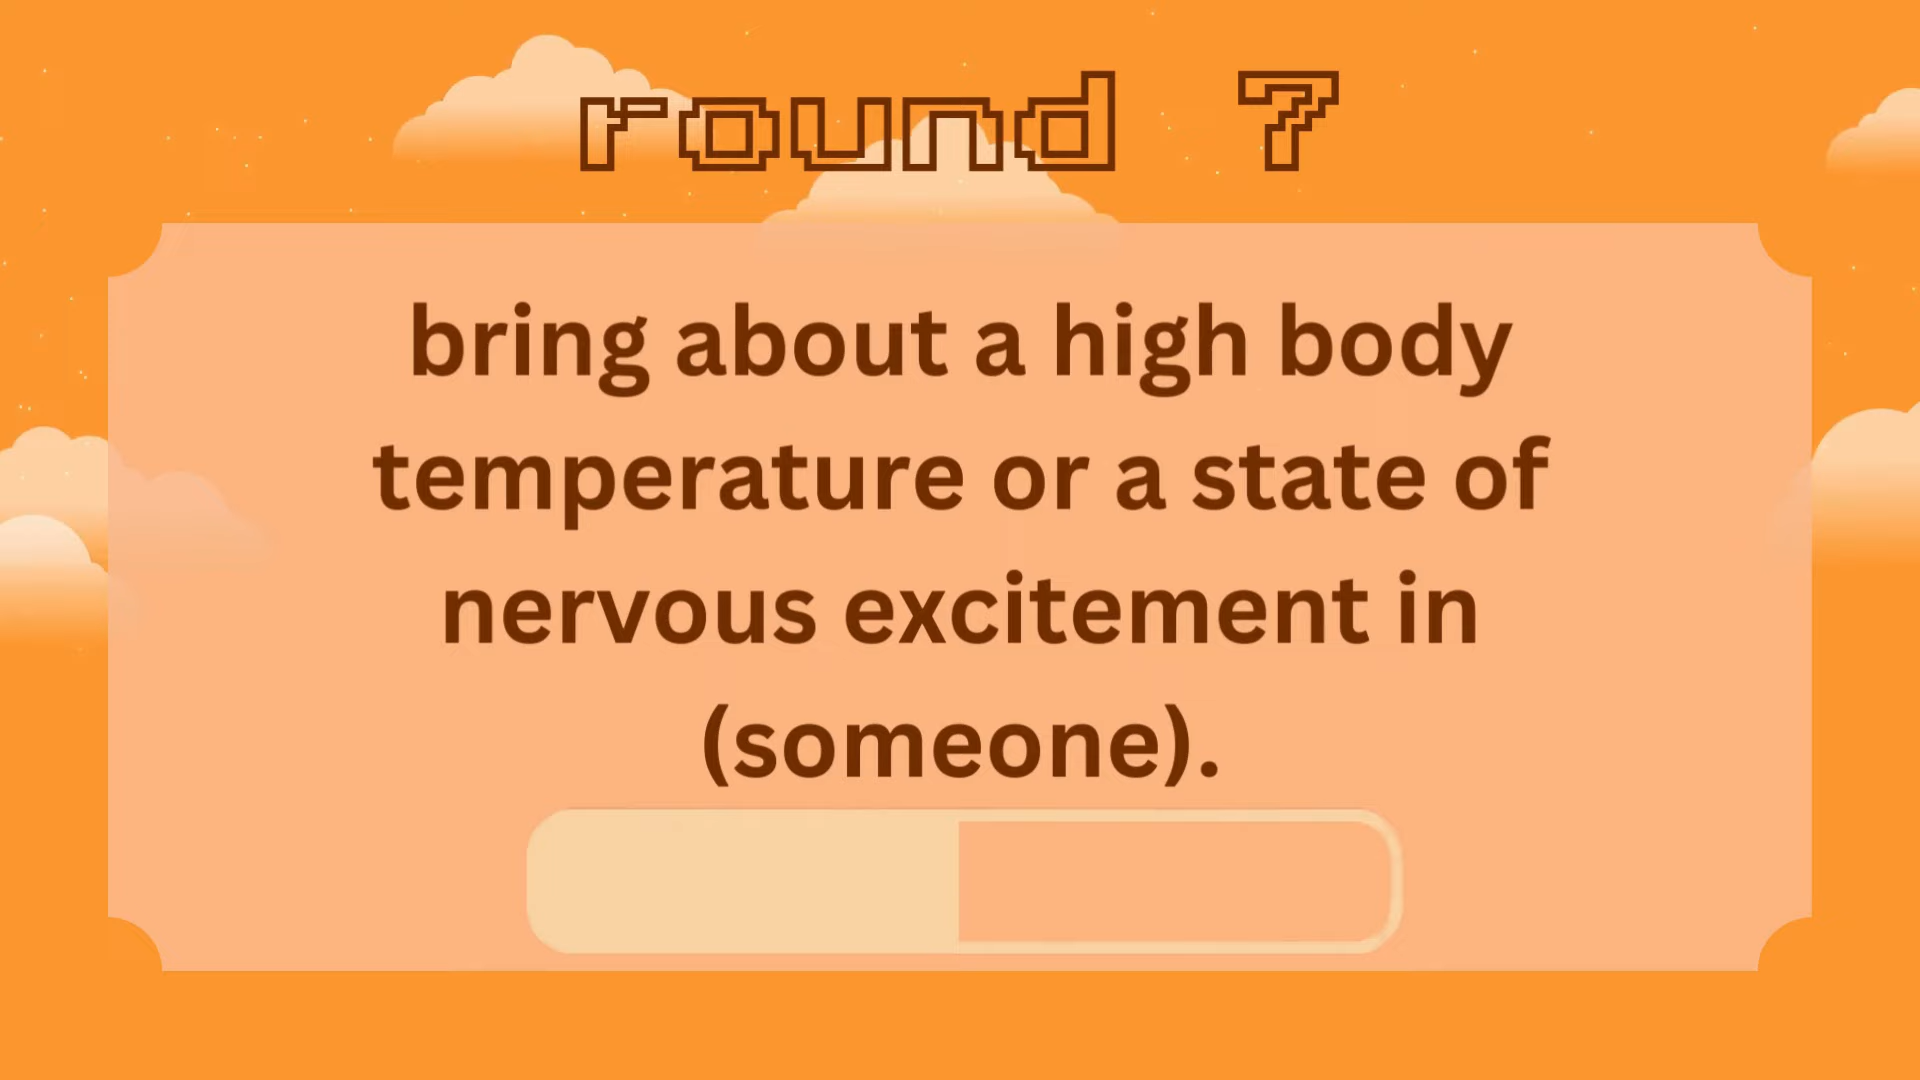 round 7
bring about a high body
temperature or a state of
nervous excitement in
(someone).